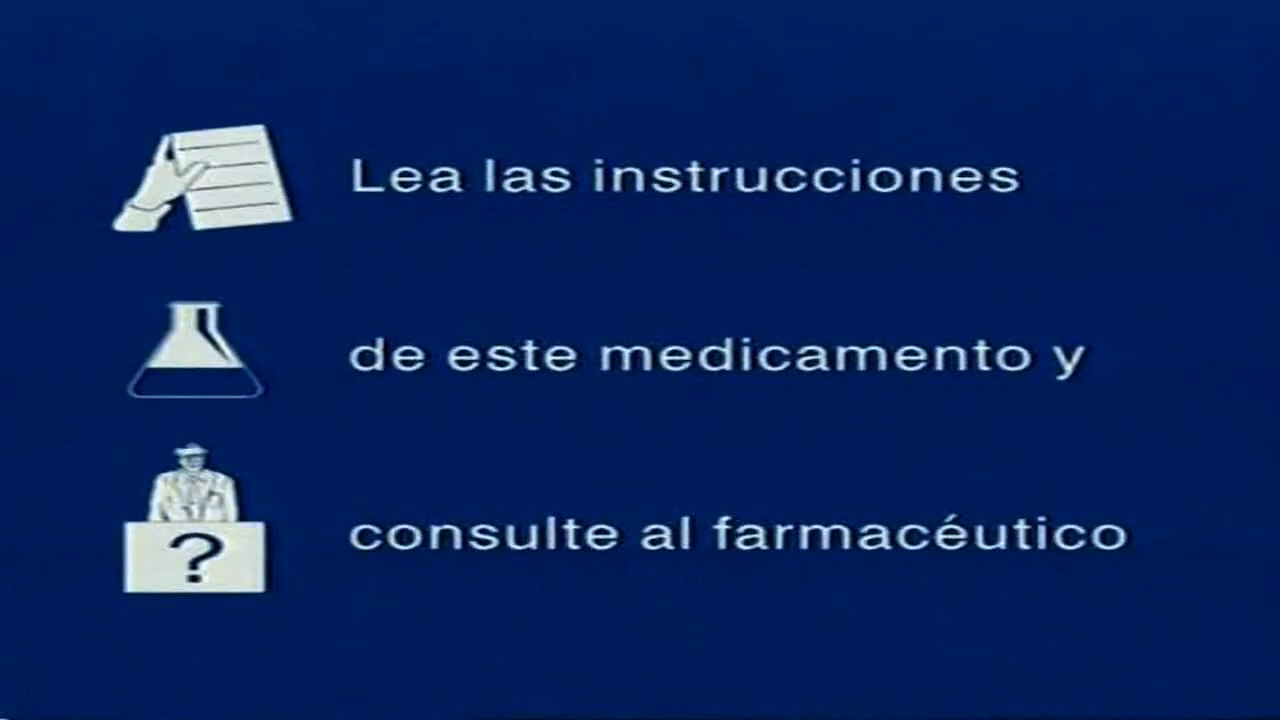 Lea las instrucciones
de este medicamento y
consulte al farmacéutico
?